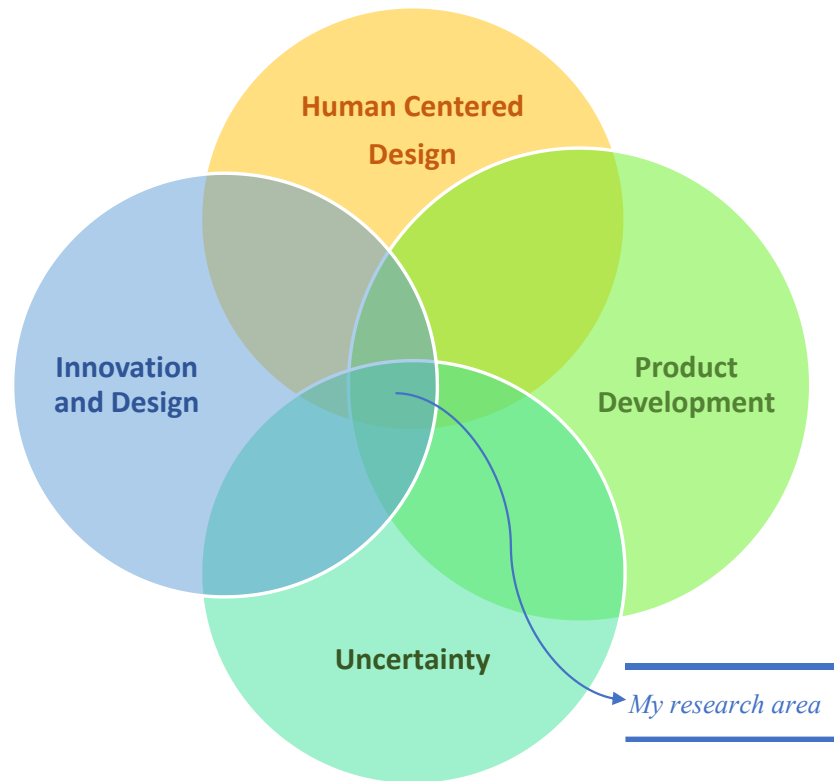 Human Centered
Design
Innovation
and Design
Product
Development
Uncertainty
My research area